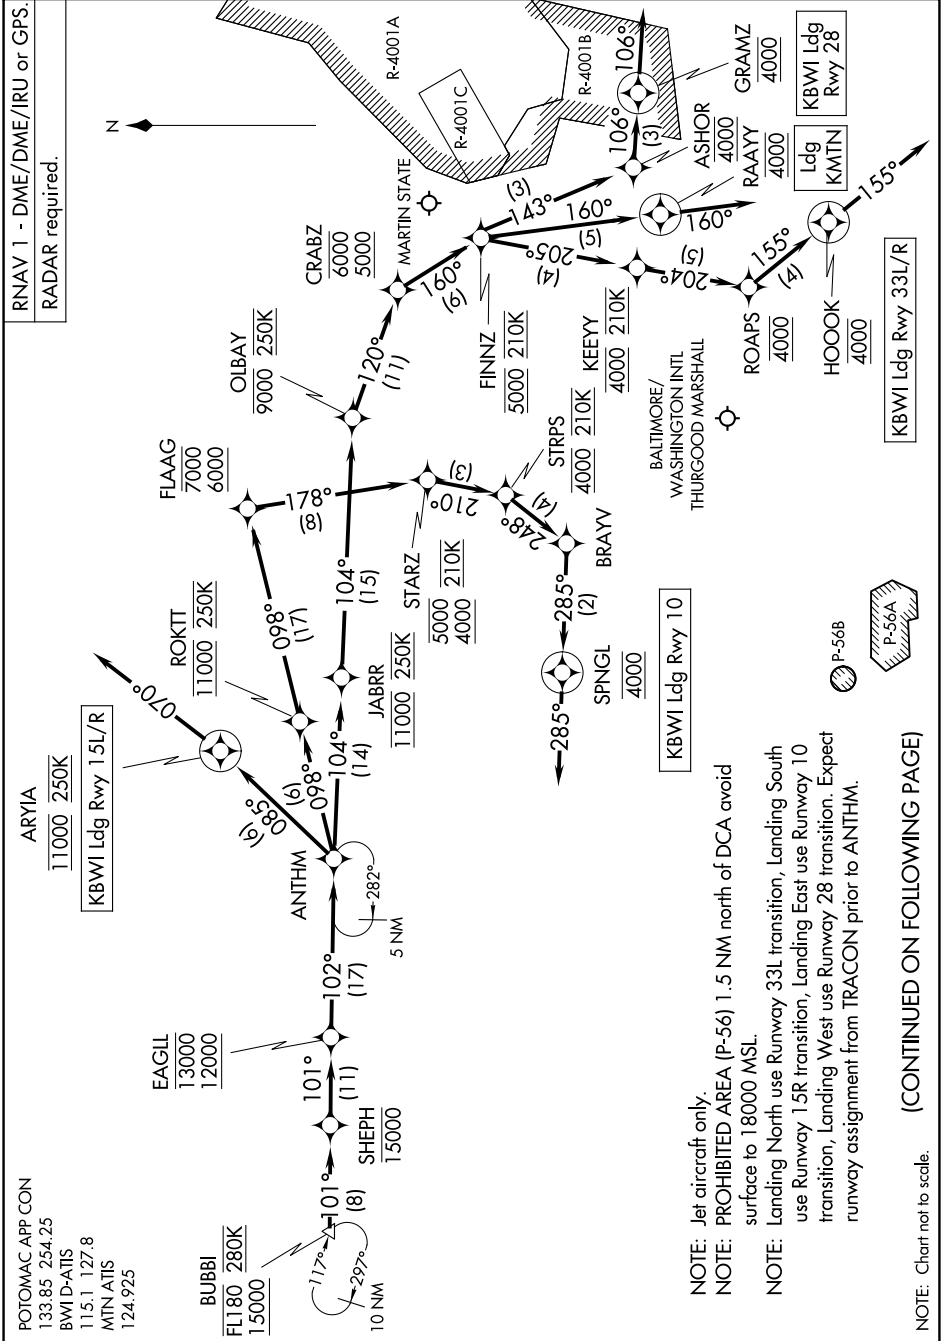 RNAV 1 - DME/DME/IRU or GPS.
RADAR required.
POTOMAC APP CON
133.85 254.25
BWI D-ATIS
115.1 127.8
MTN ATIS
124.925
N
R-4001A
R-4001B
R-4001C
BUBBI
FL180 280K
15000
117°
297°
10 NM
101°
(8)
SHEPH
15000
101°
(11)
EAGLL
13000
12000
102°
(17)
ANTHM
282°
5 NM
ARYIA
11000 250K
KBWI Ldg Rwy 15L/R
085°
(6)
070°
098°
(9)
ROKTT
11000 250K
098°
(17)
FLAAG
7000
6000
178°
(8)
STARZ
5000 210K
4000
210°
(3)
STRPS
4000 210K
248°
(4)
BRAYV
285°
(2)
SPNGL
4000
285°
KBWI Ldg Rwy 10
104°
(14)
JABRR
11000 250K
104°
(15)
OLBAY
9000 250K
120°
(11)
CRABZ
6000
5000
MARTIN STATE
160°
(6)
FINNZ
5000 210K
143°
(3)
ASHOR
4000
106°
(3)
GRAMZ
4000
106°
KBWI Ldg
Rwy 28
160°
(5)
RAAYY
4000
160°
Ldg
KMTN
205°
(4)
KEEYY
4000 210K
204°
(5)
ROAPS
4000
155°
(4)
HOOOK
4000
155°
KBWI Ldg Rwy 33L/R
BALTIMORE/
WASHINGTON INTL
THURGOOD MARSHALL
P-56B
P-56A
NOTE: Jet aircraft only.
NOTE: PROHIBITED AREA (P-56) 1.5 NM north of DCA avoid
surface to 18000 MSL.
NOTE: Landing North use Runway 33L transition, Landing South
use Runway 15R transition, Landing East use Runway 10
transition, Landing West use Runway 28 transition. Expect
runway assignment from TRACON prior to ANTHM.
(CONTINUED ON FOLLOWING PAGE)
NOTE: Chart not to scale.